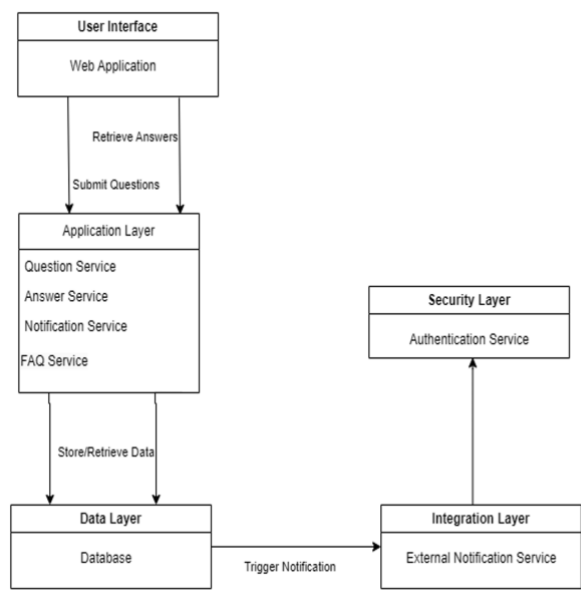 User Interface
Web Application
Retrieve Answers
Submit Questions
Application Layer
Question Service
Answer Service
Notification Service
FAQ Service
Security Layer
Authentication Service
Store/Retrieve Data
Data Layer
Database
Trigger Notification
Integration Layer
External Notification Service